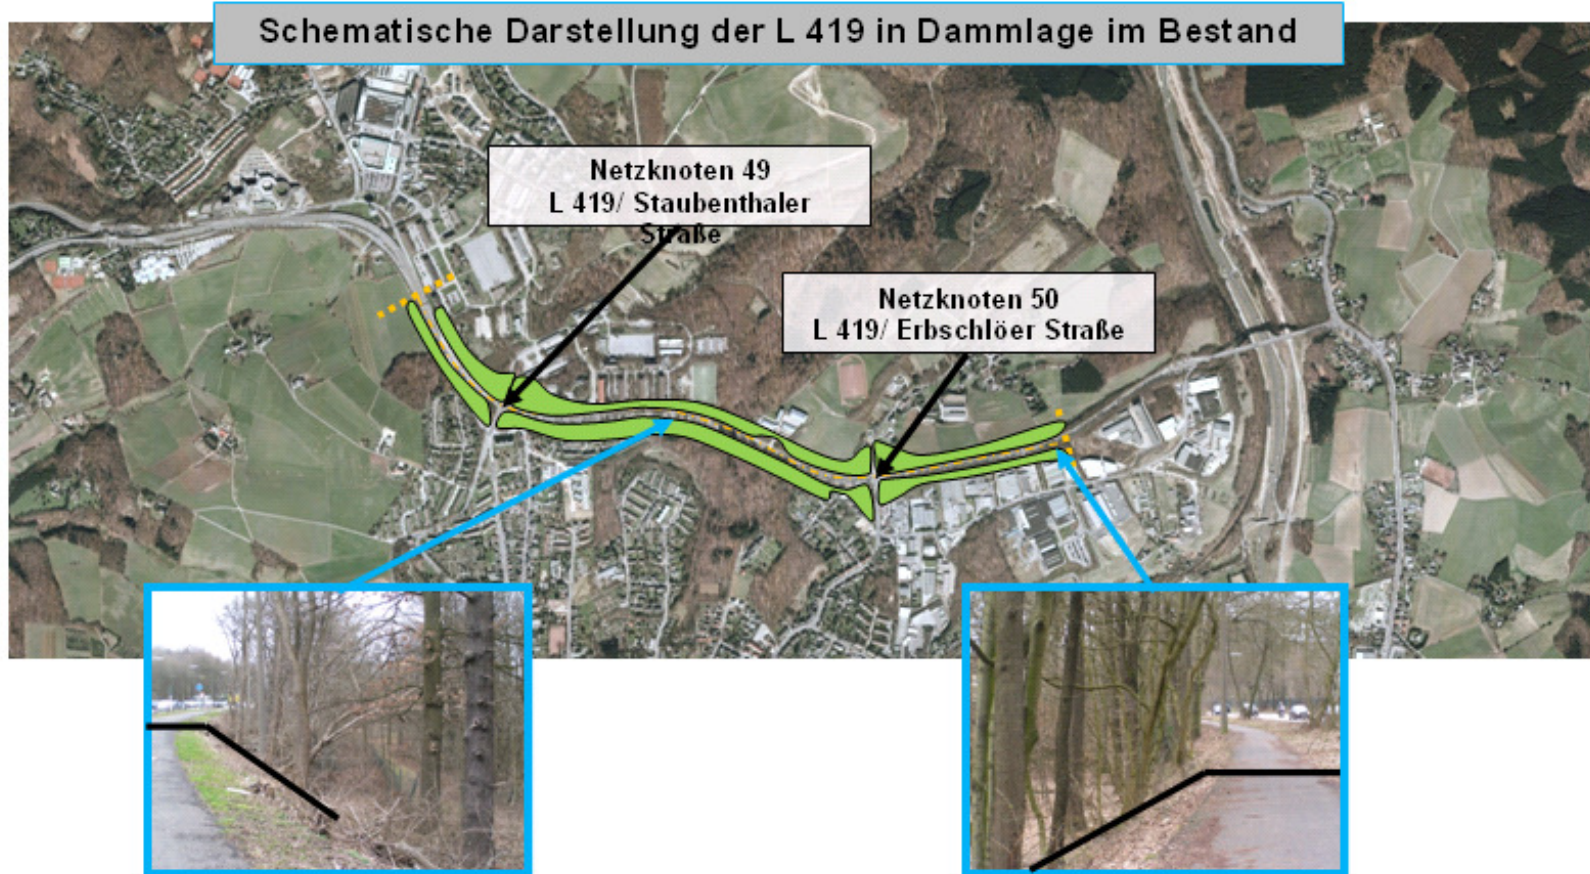 Schematische Darstellung der L 419 in Dammlage im Bestand
Netzknoten 49
L 419/ Staubenthaler
Straße
Netzknoten 50
L 419/ Erbschlöer Straße